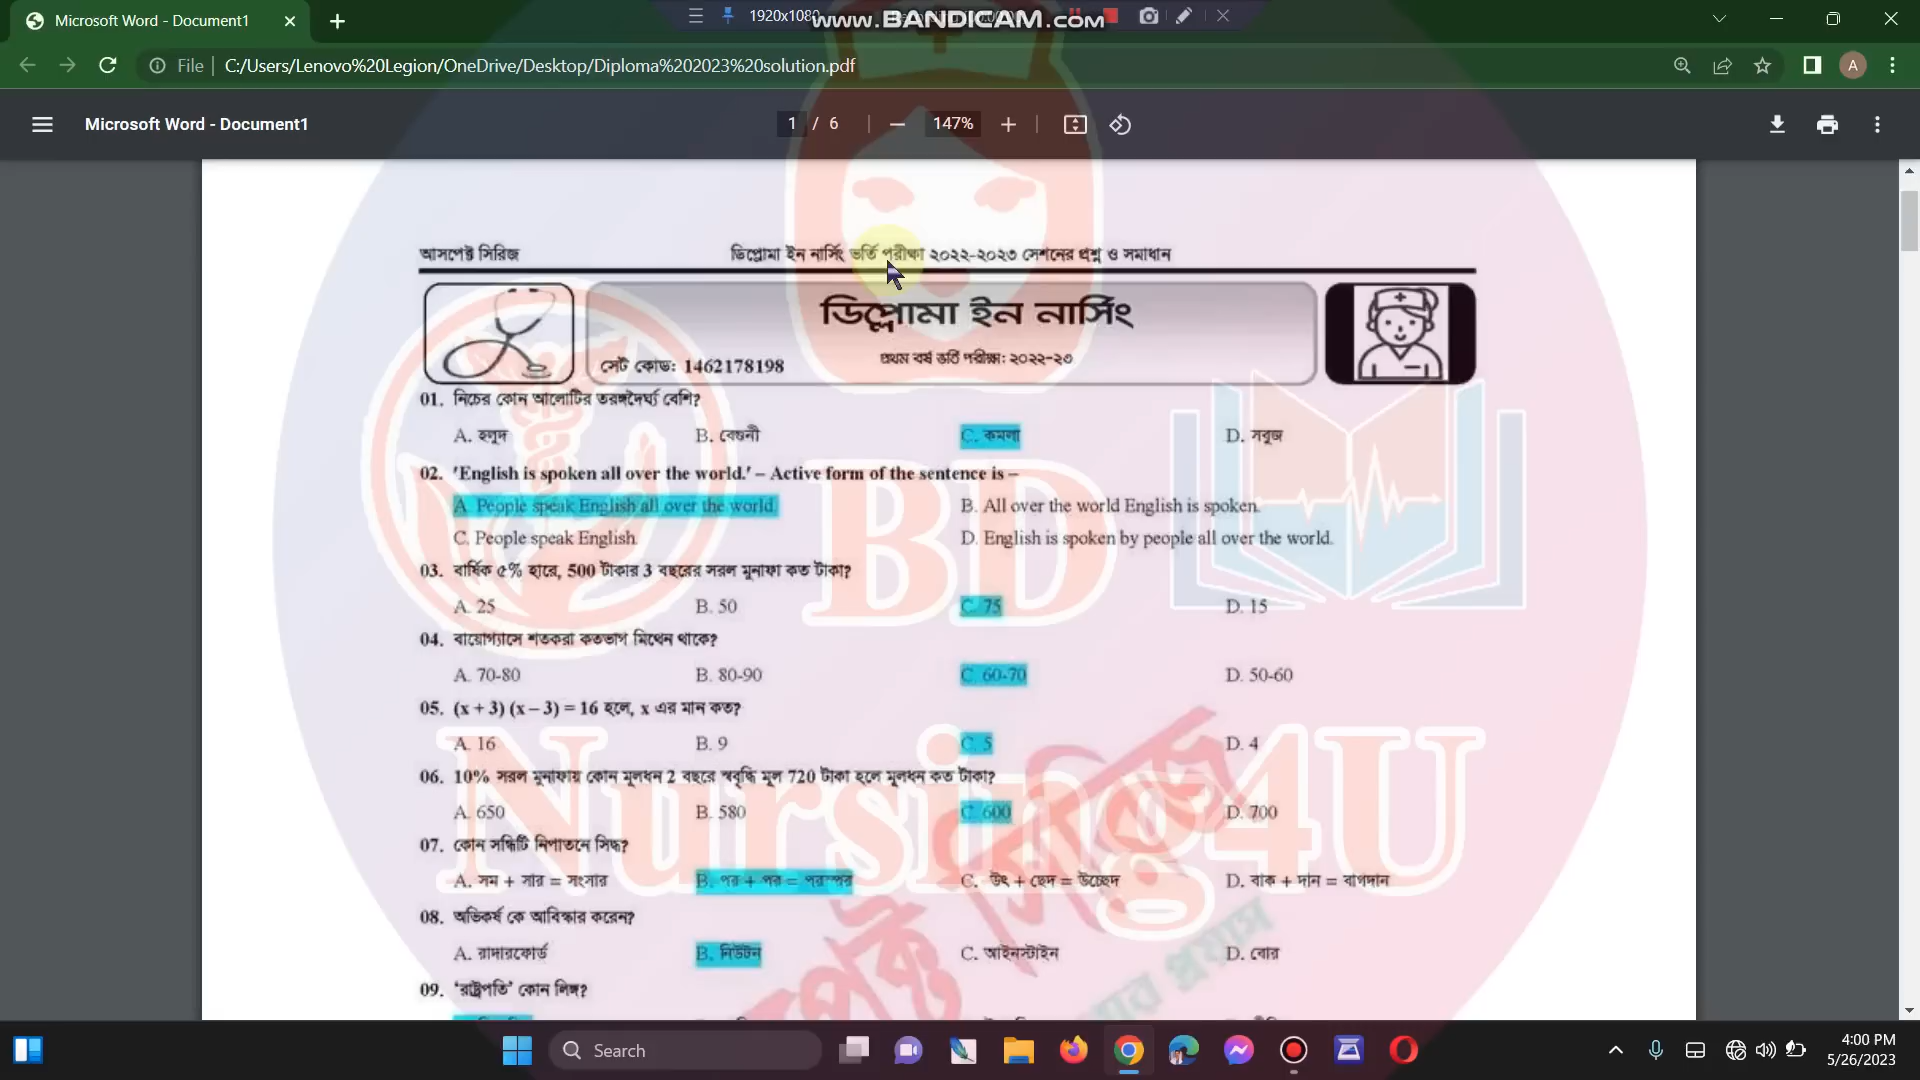 Microsoft Word - Document1
1920x1080
www.BANDICAM.com
File
C:/Users/Lenovo%20Legion/OneDrive/Desktop/Diploma%202023%20solution.pdf
A
Microsoft Word - Document1
1 / 6
147%
আসপেক্ট সিরিজ
ডিপ্লোমা ইন নার্সিং ভর্তি পরীক্ষা ২০২২-২০২৩ সেশনের প্রশ্ন ও সমাধান
ডিপ্লোমা ইন নার্সিং
সেট কোড: 1462178198
প্রথম বর্ষ ভর্তি পরীক্ষা: ২০২২-২৩
01. নিচের কোন আলোটির তরঙ্গদৈর্ঘ্য বেশি?
A. হলুদ B. বেগুনী C. কমলা D. সবুজ
02. 'English is spoken all over the world.' – Active form of the sentence is –
A. People speak English all over the world. B. All over the world English is spoken.
C. People speak English. D. English is spoken by people all over the world.
03. বার্ষিক ৫% হারে, 500 টাকার 3 বছরের সরল মুনাফা কত টাকা?
A. 25 B. 50 C. 75 D. 15
04. বায়োগ্যাসে শতকরা কতভাগ মিথেন থাকে?
A. 70-80 B. 80-90 C. 60-70 D. 50-60
05. (x + 3) (x – 3) = 16 হলে, x এর মান কত?
A. 16 B. 9 C. 5 D. 4
06. 10% সরল মুনাফায় কোন মূলধন 2 বছরে স্ববৃদ্ধি মূল 720 টাকা হলে মূলধন কত টাকা?
A. 650 B. 580 C. 600 D. 700
07. কোন সন্ধিটি নিপাতনে সিদ্ধ?
A. সম + সার = সংসার B. পর + পর = পরস্পর C. উৎ + ছেদ = উচ্ছেদ D. বাক + দান = বাগদান
08. অভিকর্ষ কে আবিস্কার করেন?
A. রাদারফোর্ড B. নিউটন C. আইনস্টাইন D. বোর
09. ‘রাষ্ট্রপতি’ কোন লিঙ্গ?
BD
Nursing4U
সিরিজ
প্রয়াস
Search
4:00 PM
5/26/2023